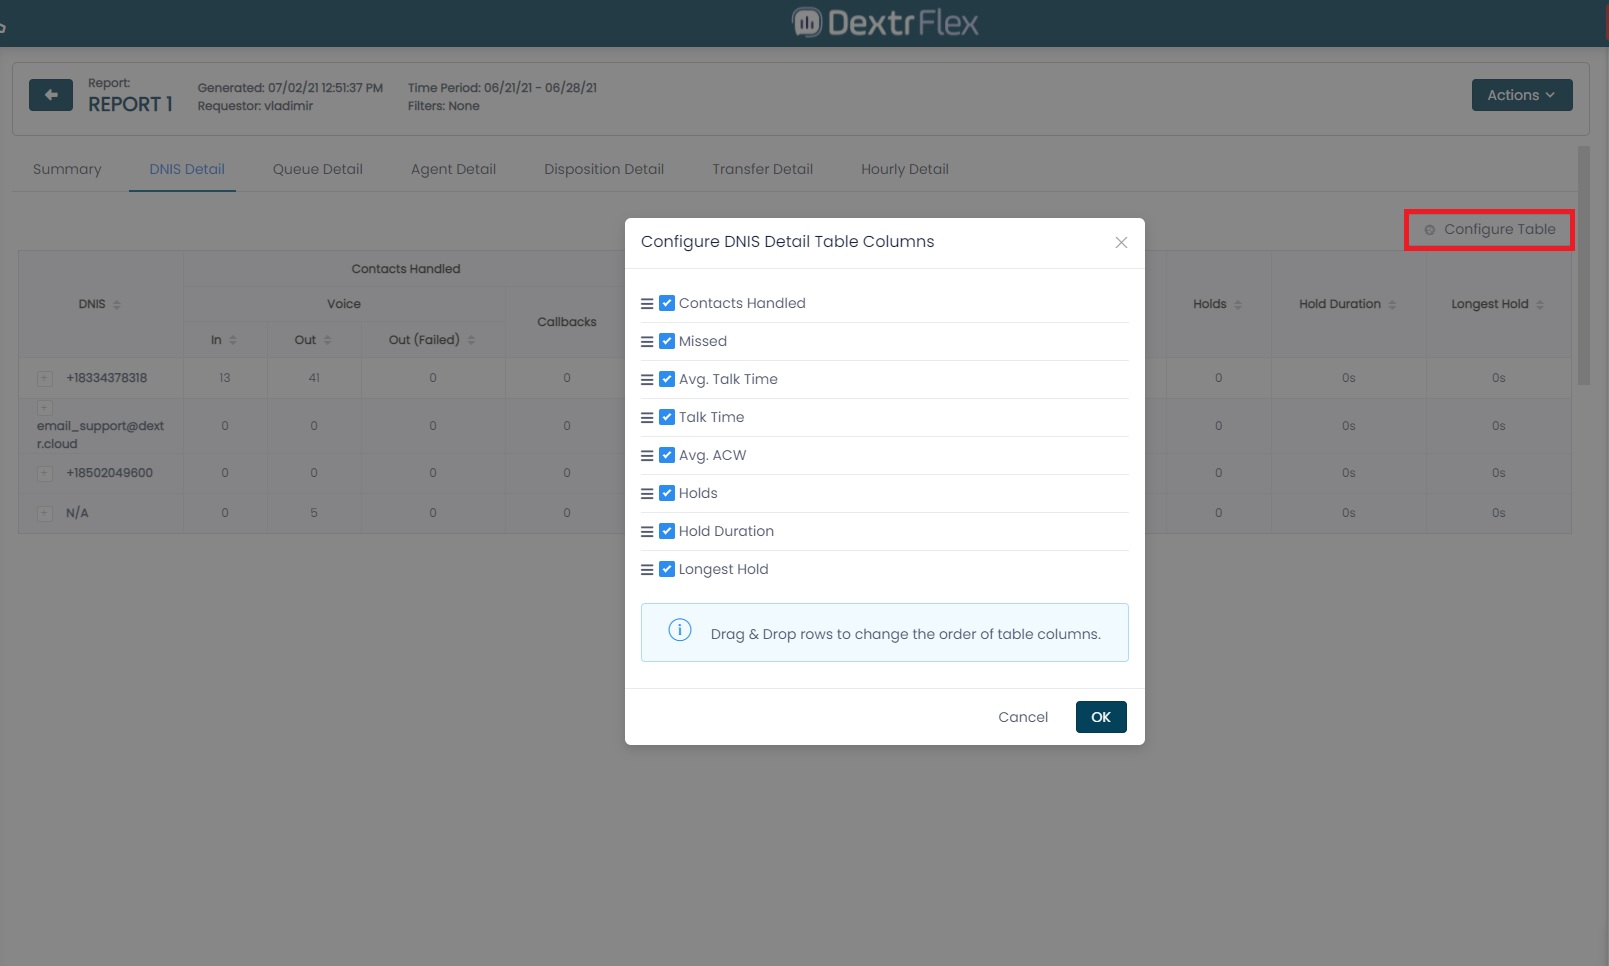 DextrFlex
Report:
REPORT 1
Generated: 07/02/21 12:51:37 PM
Requestor: vladimir
Time Period: 06/21/21 - 06/28/21
Filters: None
Actions
Summary
DNIS Detail
Queue Detail
Agent Detail
Disposition Detail
Transfer Detail
Hourly Detail
Configure Table
Configure DNIS Detail Table Columns
Contacts Handled
Missed
Avg. Talk Time
Talk Time
Avg. ACW
Holds
Hold Duration
Longest Hold
Drag & Drop rows to change the order of table columns.
Cancel
OK
Contacts Handled
DNIS
Voice
Callbacks
Holds
Hold Duration
Longest Hold
In
Out
Out (Failed)
+18334378318 13 41 0 0 0 0s 0s
email_support@dext
r.cloud
0 0 0 0 0 0s 0s
+18502049600 0 0 0 0 0 0s 0s
N/A 0 5 0 0 0 0s 0s